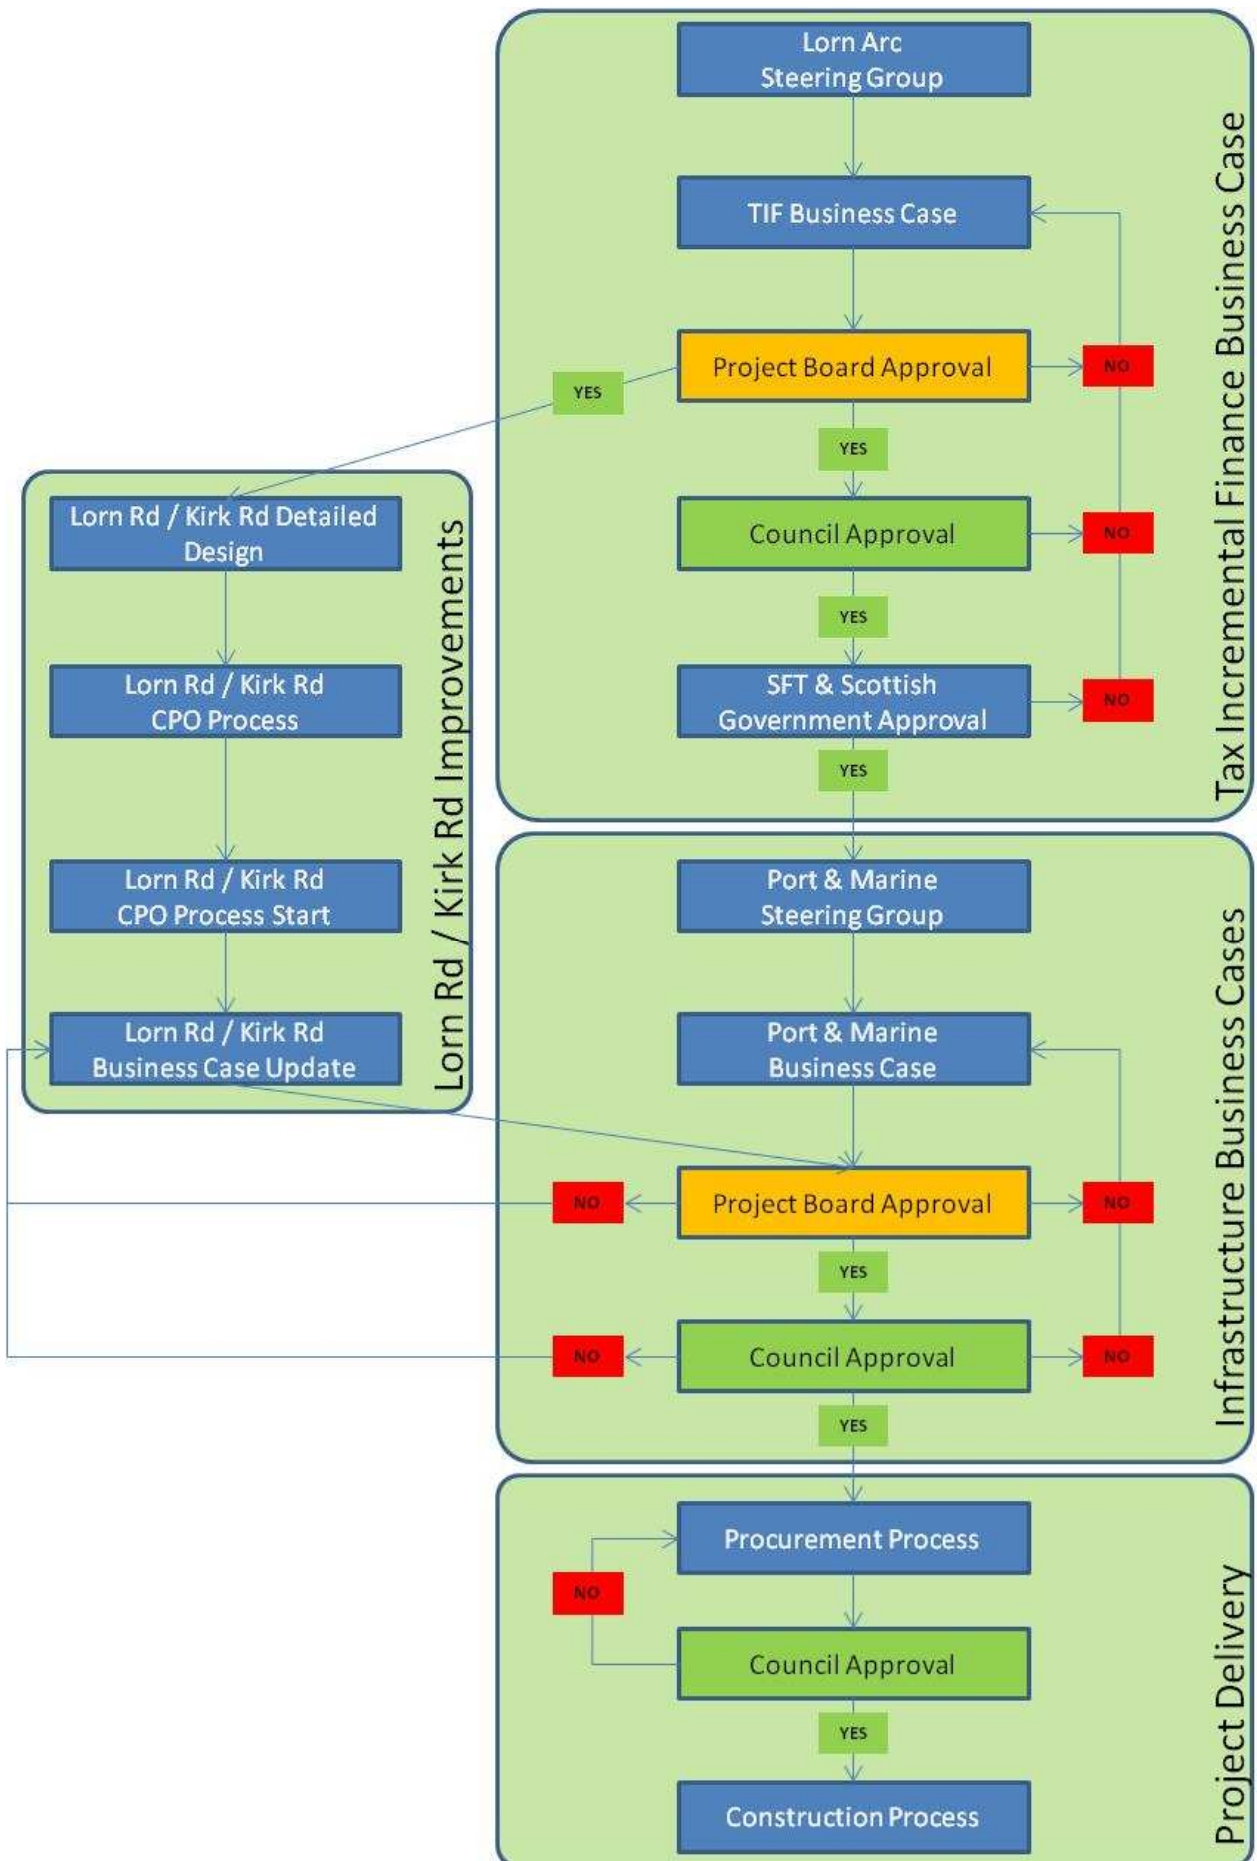 Lorn Arc
Steering Group
TIF Business Case
Project Board Approval
NO
YES
YES
Council Approval
NO
YES
SFT & Scottish
Government Approval
NO
YES
Tax Incremental Finance Business Case
Lorn Rd / Kirk Rd Detailed
Design
Lorn Rd / Kirk Rd
CPO Process
Lorn Rd / Kirk Rd
CPO Process Start
Lorn Rd / Kirk Rd
Business Case Update
Lorn Rd / Kirk Rd Improvements
Port & Marine
Steering Group
Port & Marine
Business Case
NO
Project Board Approval
NO
YES
NO
Council Approval
NO
YES
Infrastructure Business Cases
Procurement Process
NO
Council Approval
YES
Construction Process
Project Delivery